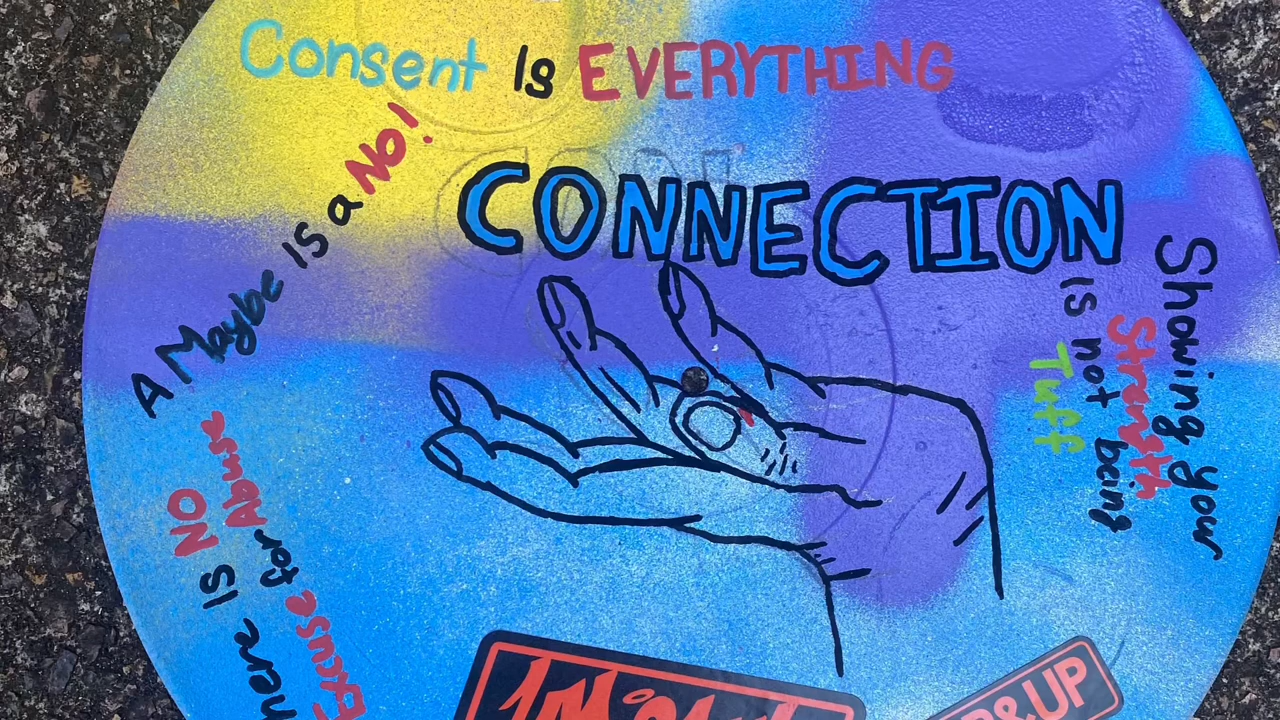 Consent Is EVERYTHING
A Maybe is a NO!
CONNECTION
Showing your
Strength
is not being
Tuff
IS NO
Excuse for Abuse
&UP